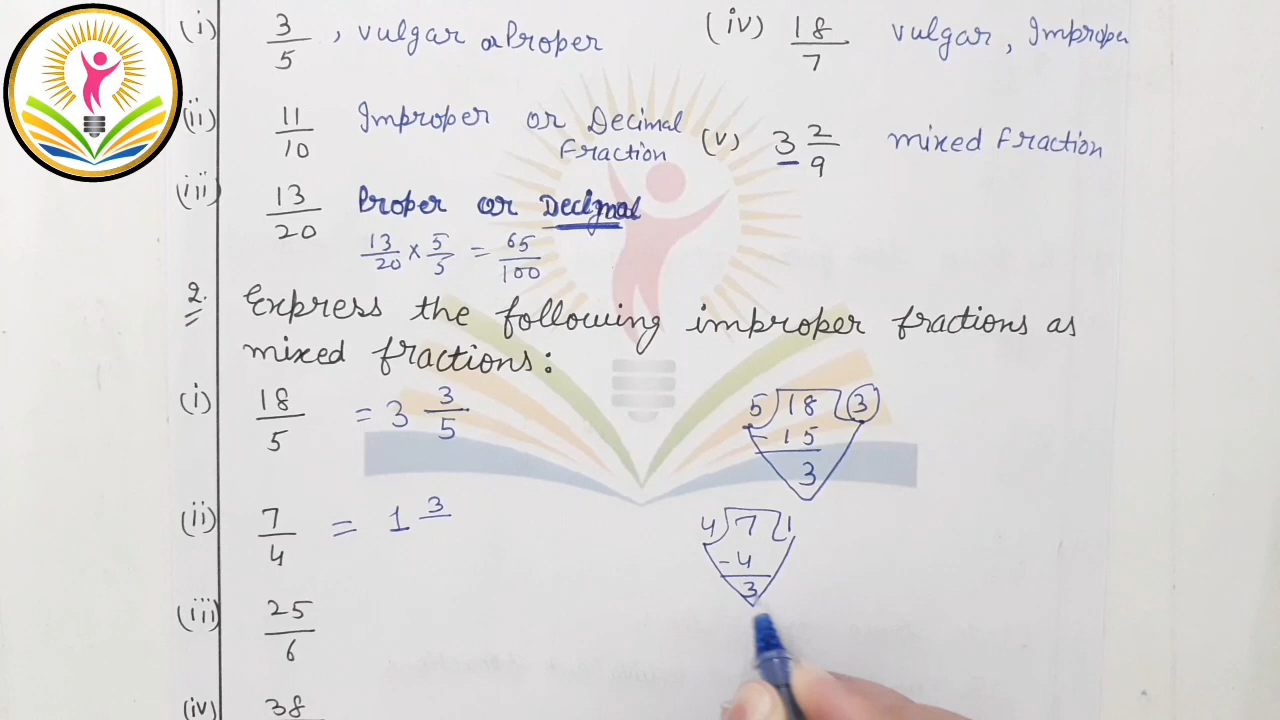 (i) 3/5, vulgar or Proper
(ii) 11/10 Improper or Decimal Fraction
(iii) 13/20 Proper or Decimal
13/20 × 5/5 = 65/100
(iv) 18/7 vulgar, Improper
(v) 3 2/9 mixed Fraction
2. Express the following improper fractions as
mixed fractions:
(i) 18/5 = 3 3/5
5 ) 18 ( 3
- 15
3
(ii) 7/4 = 1 3/
4 ) 7 ( 1
- 4
3
(iii) 25/6
(iv) 38